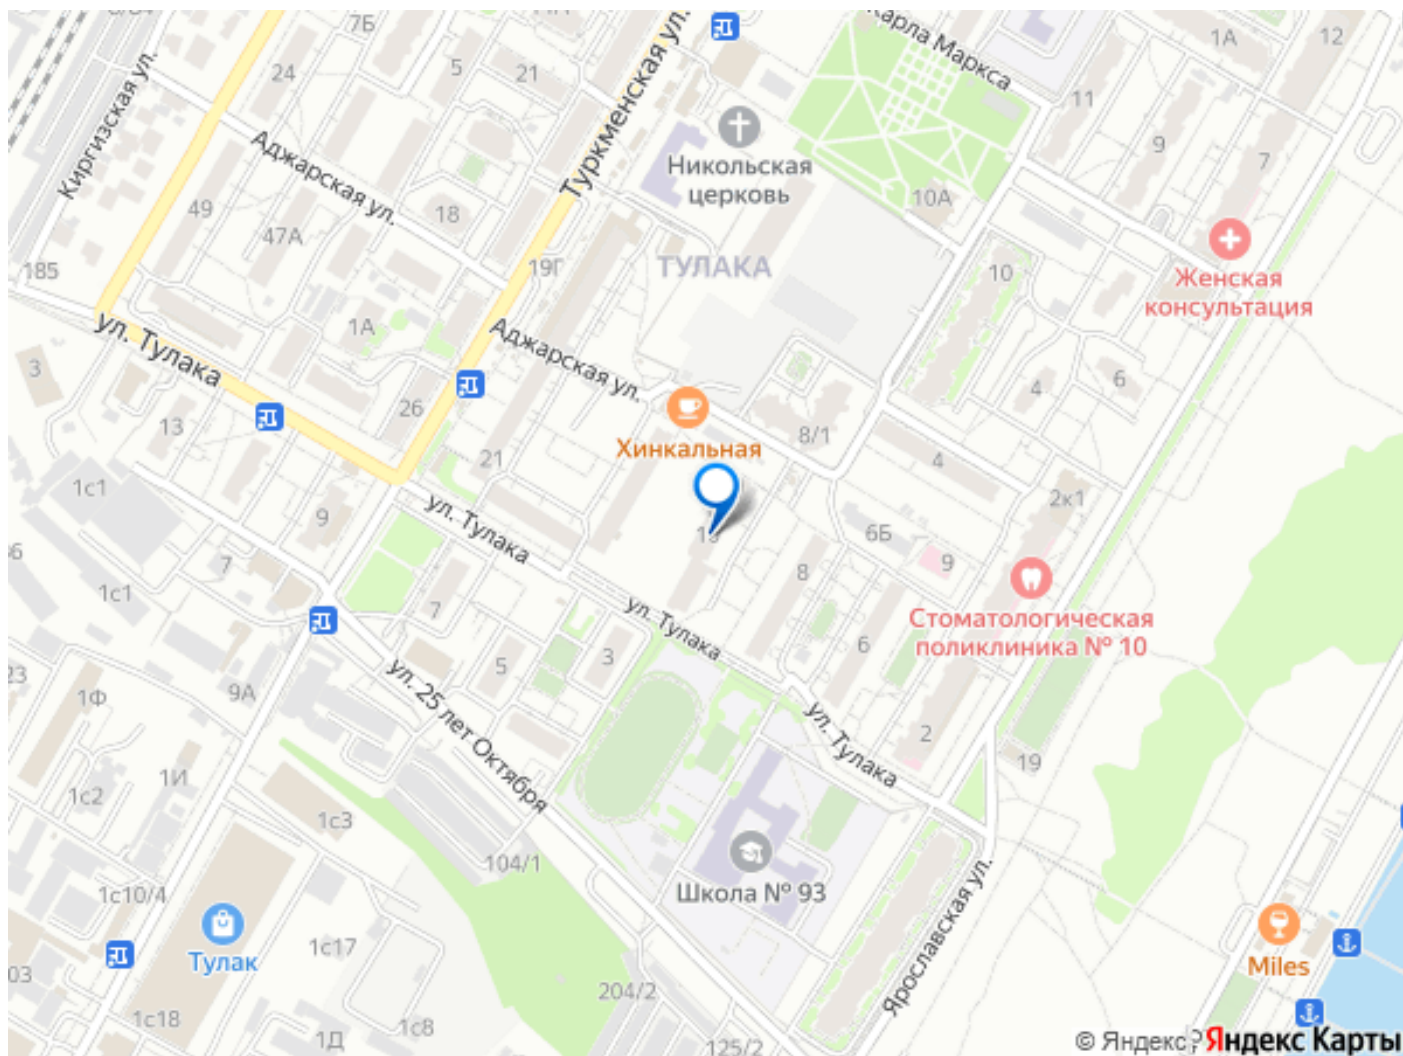 7Б
Карла Маркса
1А
12
24
5
21
Киргизская ул.
Туркменская ул.
11
9
7
Никольская
церковь
Аджарская ул.
49
47А
18
10А
19Г
ТУЛАКА
10
185
Женская
консультация
ул. Тулака
1А
Аджарская ул.
3
13
26
4
6
21
Хинкальная
8/1
4
1с1
9
ул. Тулака
2к1
6Б
9
7
1с1
7
8
Стоматологическая
поликлиника № 10
ул. Тулака
5
3
6
23
1Ф
9А
ул. 25 лет Октября
ул. Тулака
2
19
1с2
1И
1с3
104/1
Школа № 93
1с10/4
Тулак
1с17
204/2
Ярославская ул.
Miles
1с18
1Д
1с8
125/2
© Яндекс
Яндекс Карты